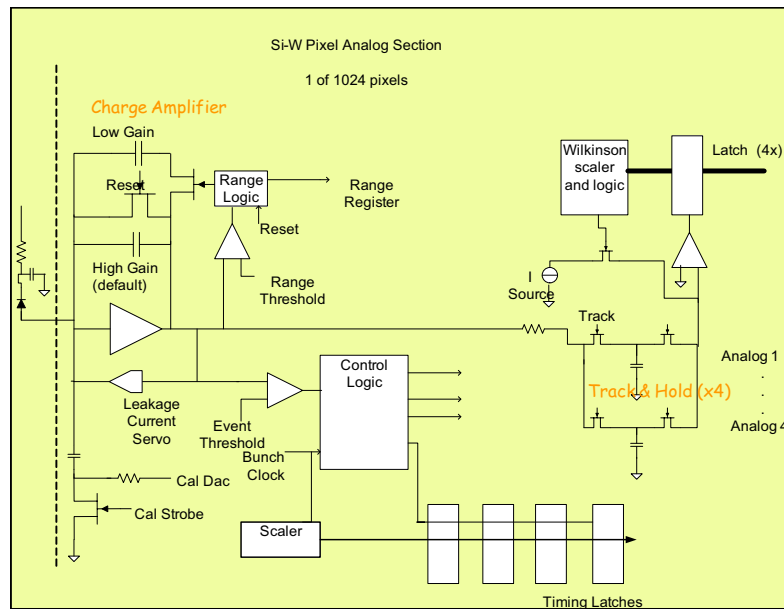 Si-W Pixel Analog Section
1 of 1024 pixels
Charge Amplifier
Low Gain
Reset
Range
Logic
Range
Register
Reset
High Gain
(default)
Range
Threshold
Wilkinson
scaler
and logic
Latch (4x)
I
Source
Track
Control
Logic
Leakage
Current
Servo
Event
Threshold
Bunch
Clock
Track & Hold (x4)
Analog 1
.
.
.
Analog 4
Cal Dac
Cal Strobe
Scaler
Timing Latches